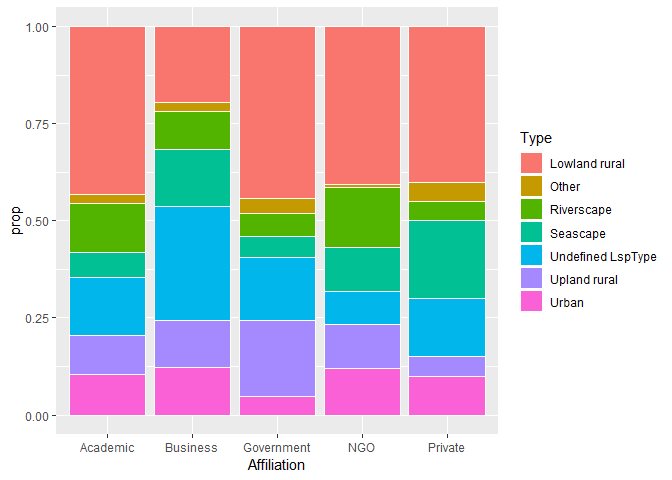 1.00
0.75
0.50
0.25
0.00
prop
Academic
Business
Government
NGO
Private
Affiliation
Type
Lowland rural
Other
Riverscape
Seascape
Undefined LspType
Upland rural
Urban